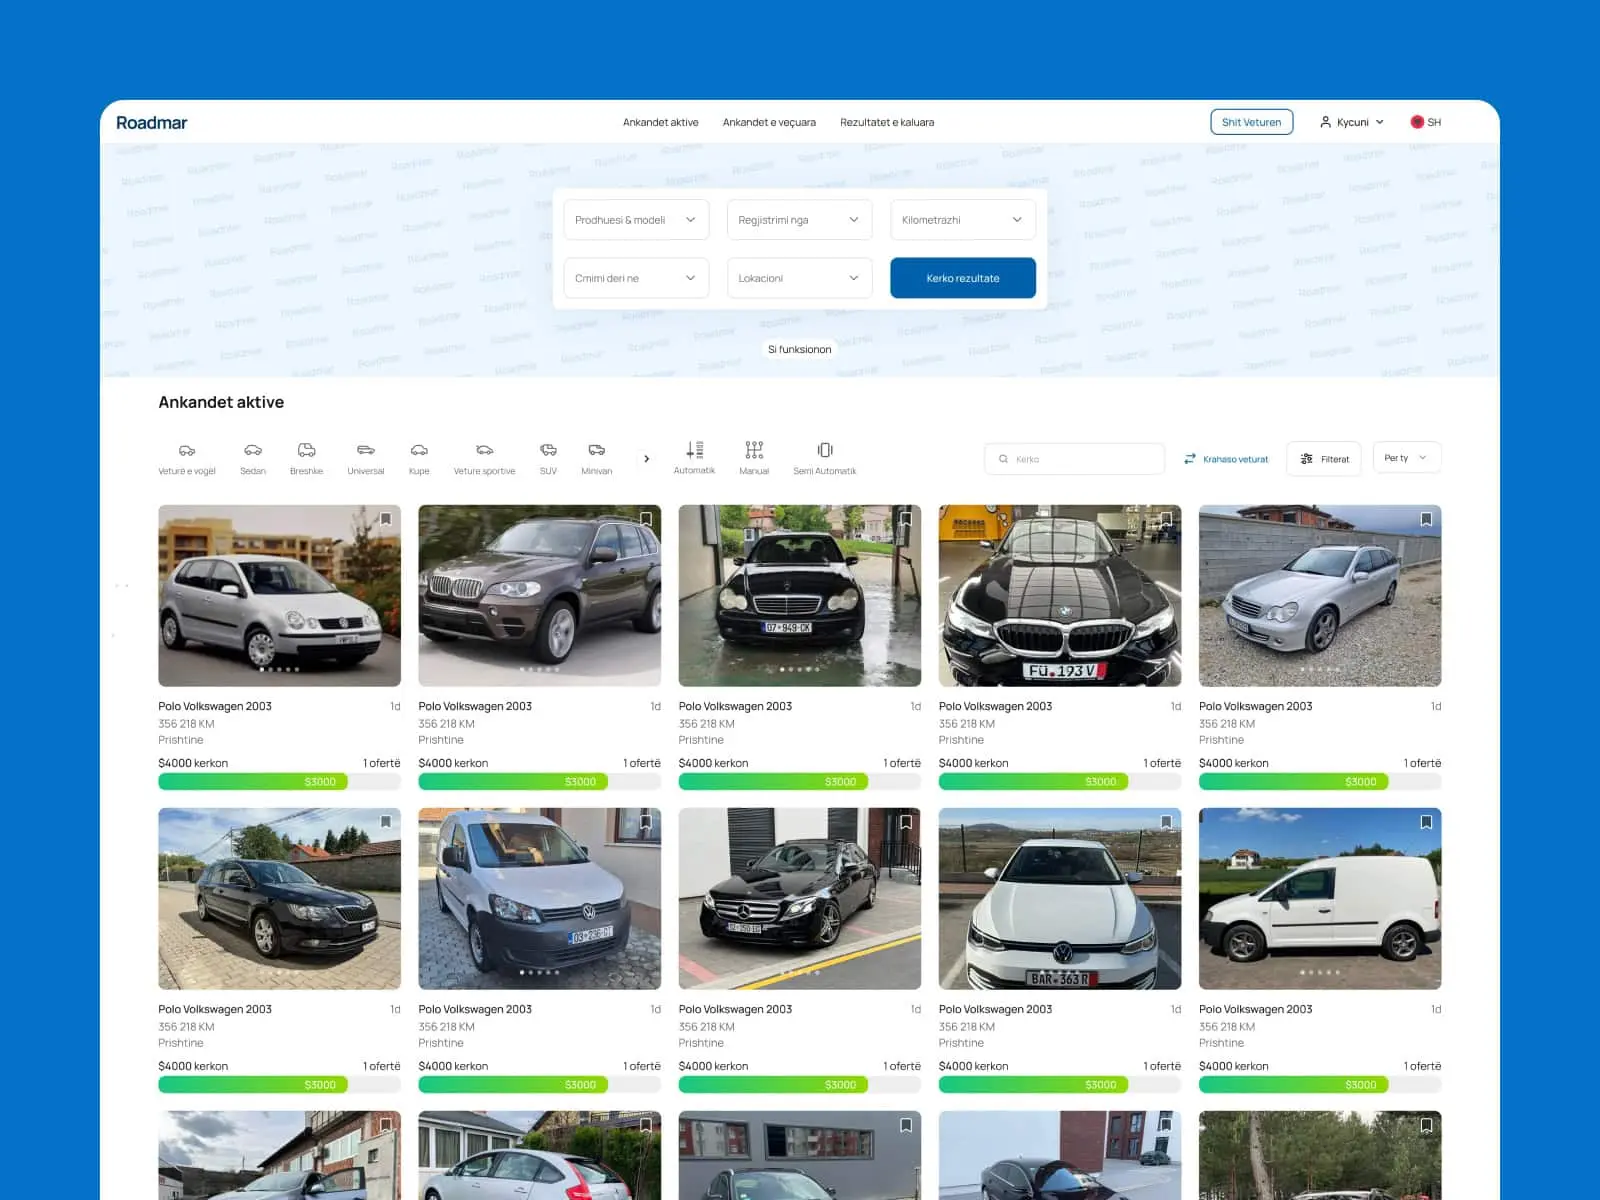 Roadmar
Ankandet aktive
Ankandet e veçuara
Rezultatet e kaluara
Shit Veturen
Kycuni
SH
Prodhuesi & modeli
Regjistrimi nga
Kilometrazhi
Cmimi deri ne
Lokacioni
Kerko rezultate
Si funksionon
Ankandet aktive
Veturë e vogël
Sedan
Breshke
Universal
Kupe
Veture sportive
SUV
Minivan
Automatik
Manual
Semi Automatik
Kerko
Krahaso veturat
Filterat
Per ty
07·949-CK
FÜ·193V
Polo Volkswagen 2003 1d
356 218 KM
Prishtine
$4000 kerkon 1 ofertë
$3000
Polo Volkswagen 2003 1d
356 218 KM
Prishtine
$4000 kerkon 1 ofertë
$3000
Polo Volkswagen 2003 1d
356 218 KM
Prishtine
$4000 kerkon 1 ofertë
$3000
Polo Volkswagen 2003 1d
356 218 KM
Prishtine
$4000 kerkon 1 ofertë
$3000
Polo Volkswagen 2003 1d
356 218 KM
Prishtine
$4000 kerkon 1 ofertë
$3000
BAR·363R
Polo Volkswagen 2003 1d
356 218 KM
Prishtine
$4000 kerkon 1 ofertë
$3000
Polo Volkswagen 2003 1d
356 218 KM
Prishtine
$4000 kerkon 1 ofertë
$3000
Polo Volkswagen 2003 1d
356 218 KM
Prishtine
$4000 kerkon 1 ofertë
$3000
Polo Volkswagen 2003 1d
356 218 KM
Prishtine
$4000 kerkon 1 ofertë
$3000
Polo Volkswagen 2003 1d
356 218 KM
Prishtine
$4000 kerkon 1 ofertë
$3000